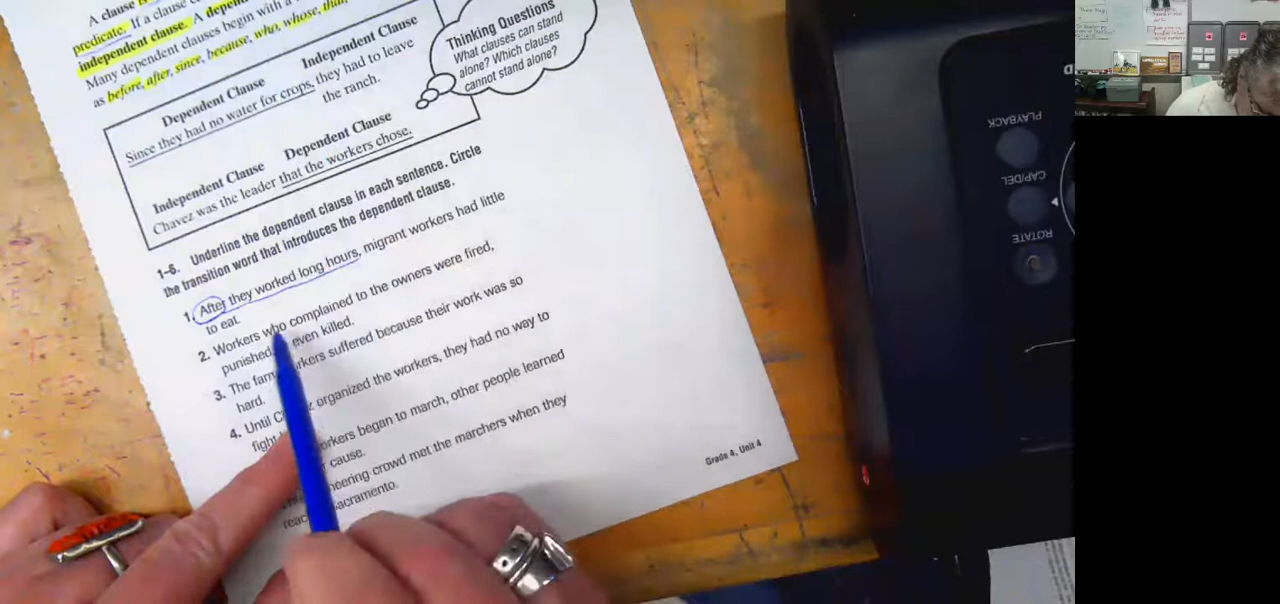 A clause is
predicate. If a clause
independent clause. A
Many dependent clauses begin with a
as before, after, since, because, who, whose, that,
Dependent Clause Independent Clause
Since they had no water for crops, they had to leave
the ranch.
Independent Clause Dependent Clause
Chavez was the leader that the workers chose.
Thinking Questions
What clauses can stand
alone? Which clauses
cannot stand alone?
1–6. Underline the dependent clause in each sentence. Circle
the transition word that introduces the dependent clause.
1. After they worked long hours, migrant workers had little
to eat.
2. Workers who complained to the owners were fired,
punished, even killed.
3. The farm suffered because their work was so
hard.
4. Until organized the workers, they had no way to
fight
began to march, other people learned
cause.
crowd met the marchers when they
Sacramento.
Grade 4, Unit 4
PLAYBACK
CAP/DEL
ROTATE